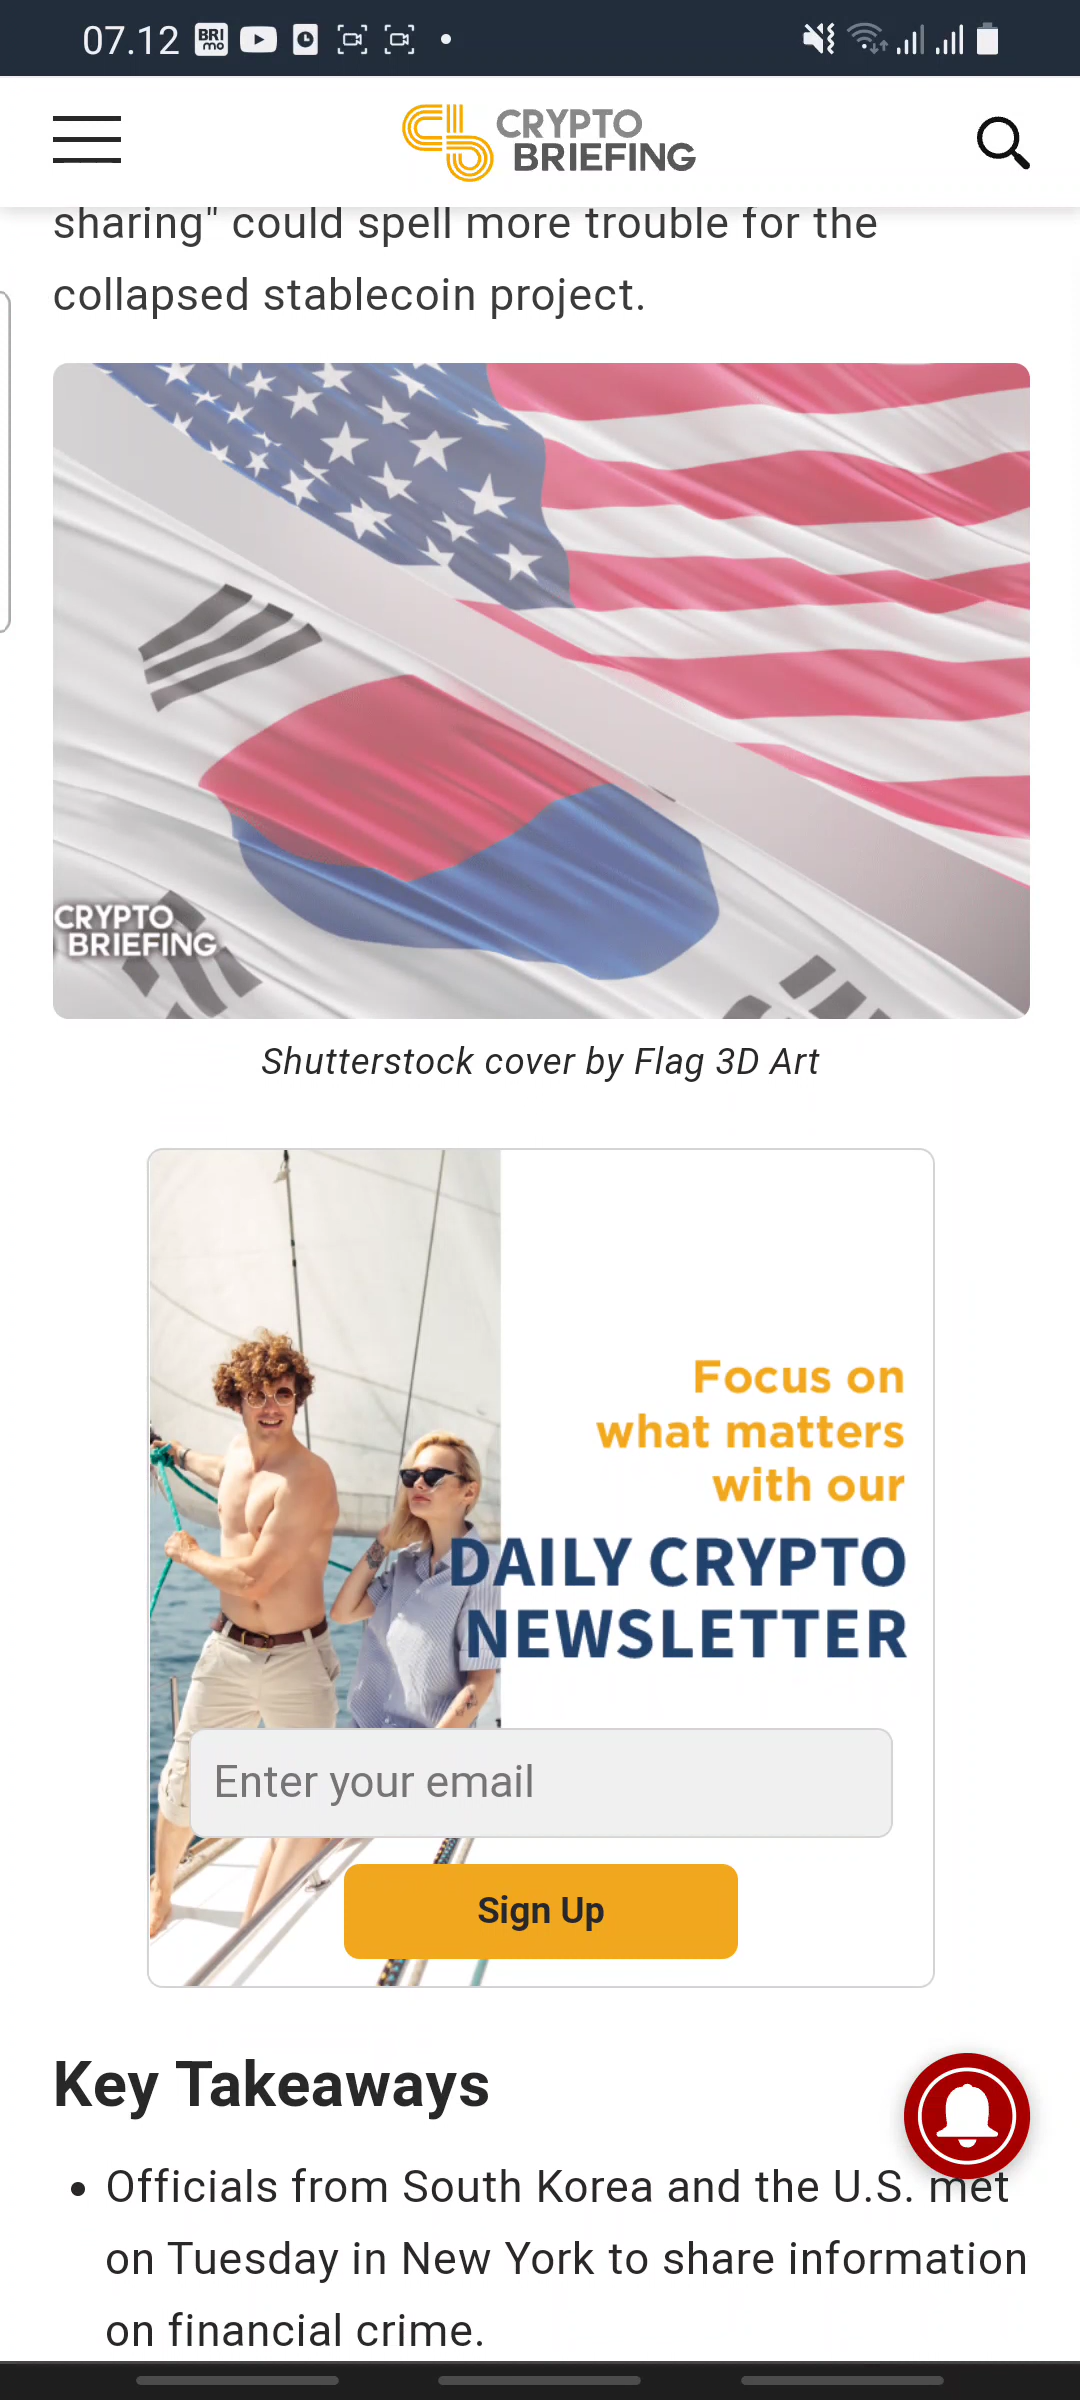 07.12 BRI mo
CRYPTO
BRIEFING
sharing" could spell more trouble for the
collapsed stablecoin project.
CRYPTO
BRIEFING
Shutterstock cover by Flag 3D Art
Focus on
what matters
with our
DAILY CRYPTO
NEWSLETTER
Enter your email
Sign Up
Key Takeaways
• Officials from South Korea and the U.S. met
on Tuesday in New York to share information
on financial crime.